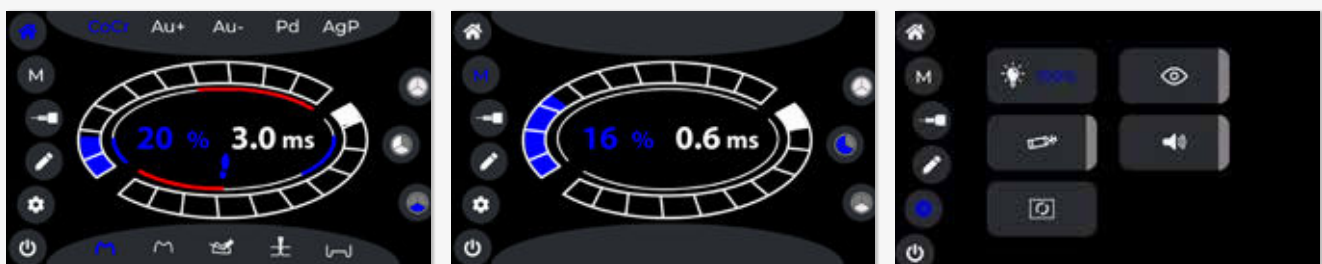 CoCr Au+ Au- Pd AgP
M
20 % 3.0 ms
M
16 % 0.6 ms
M
100%